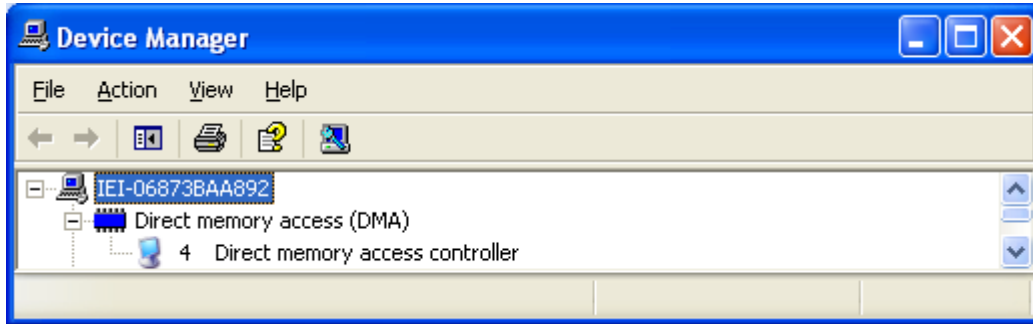 Device Manager
File Action View Help
IEI-06873BAA892
Direct memory access (DMA)
4 Direct memory access controller